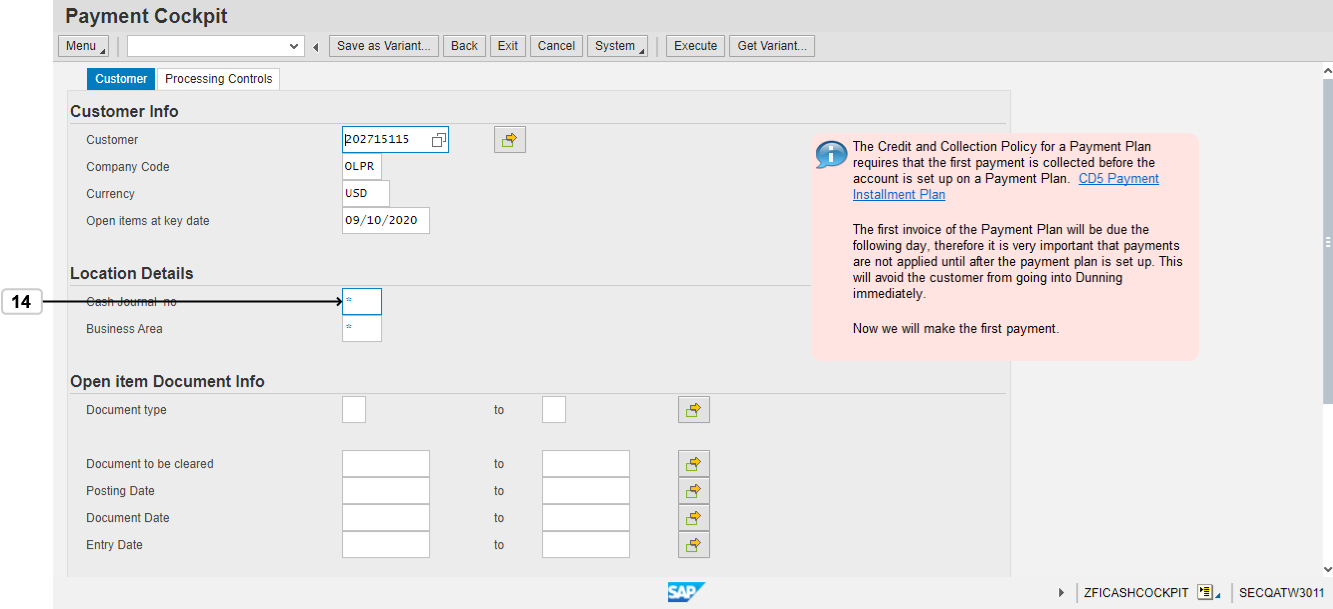 Payment Cockpit
Menu Save as Variant... Back Exit Cancel System Execute Get Variant...
Customer Processing Controls
Customer Info
Customer 202715115
Company Code OLPR
Currency USD
Open items at key date 09/10/2020
Location Details
14 Cash Journal no *
Business Area *
Open item Document Info
Document type to
Document to be cleared to
Posting Date to
Document Date to
Entry Date to
The Credit and Collection Policy for a Payment Plan
requires that the first payment is collected before the
account is set up on a Payment Plan. CD5 Payment
Installment Plan
The first invoice of the Payment Plan will be due the
following day, therefore it is very important that payments
are not applied until after the payment plan is set up. This
will avoid the customer from going into Dunning
immediately.
Now we will make the first payment.
SAP ZFICASHCOCKPIT SECQATW3011